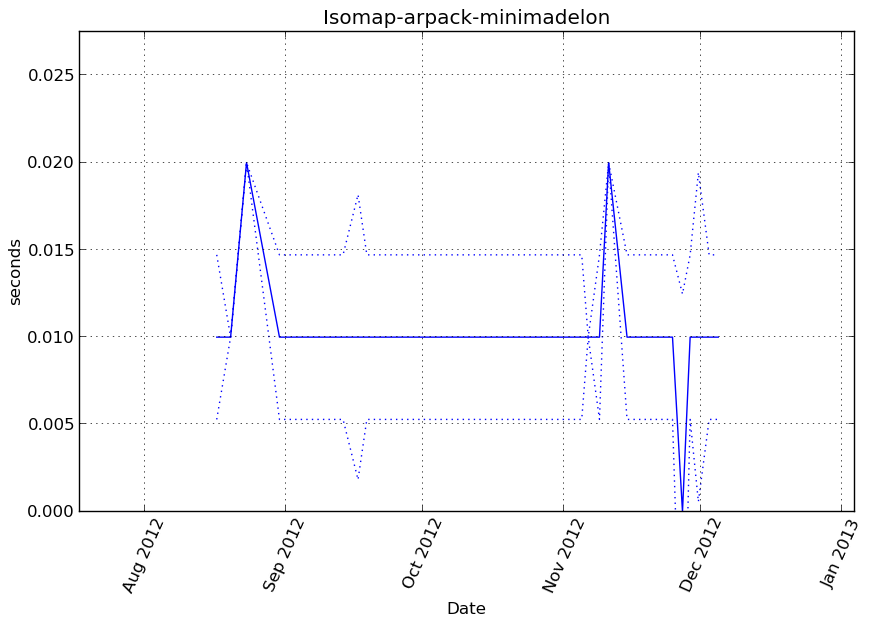 Isomap-arpack-minimadelon
0.025
0.020
0.015
0.010
0.005
0.000
seconds
Aug 2012
Sep 2012
Oct 2012
Nov 2012
Dec 2012
Jan 2013
Date